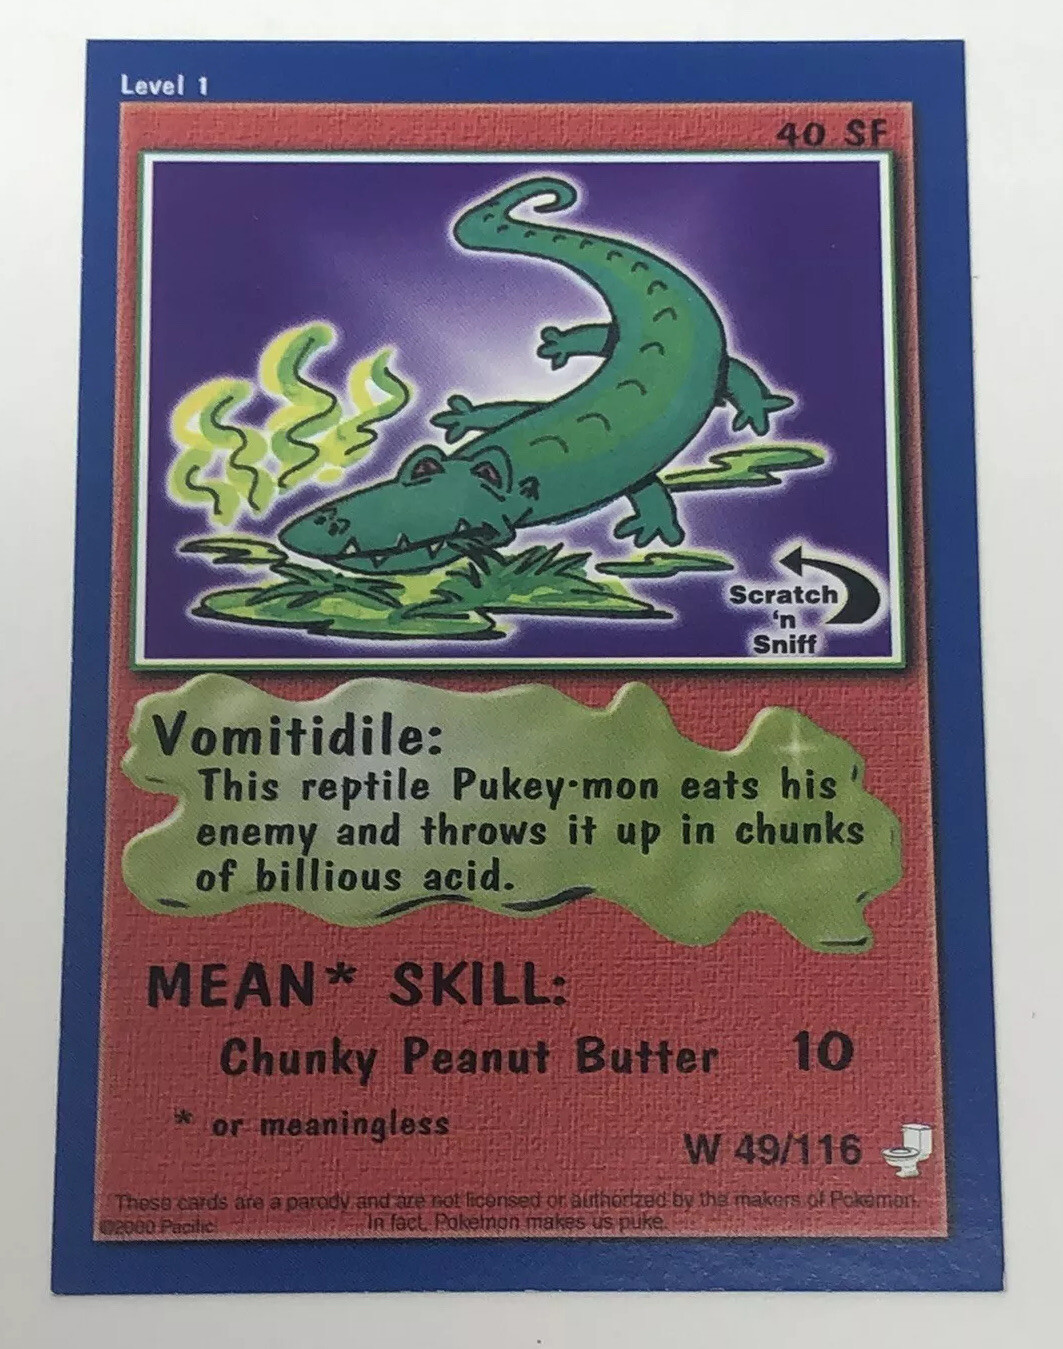 Level 1
40 SF
Scratch
'n
Sniff
Vomitidile:
This reptile Pukey·mon eats his
enemy and throws it up in chunks
of billious acid.
MEAN* SKILL:
Chunky Peanut Butter 10
* or meaningless
W 49/116
These cards are a parody and are not licensed or authorized by the makers of Pokémon.
©2000 Pacific In fact, Pokémon makes us puke.